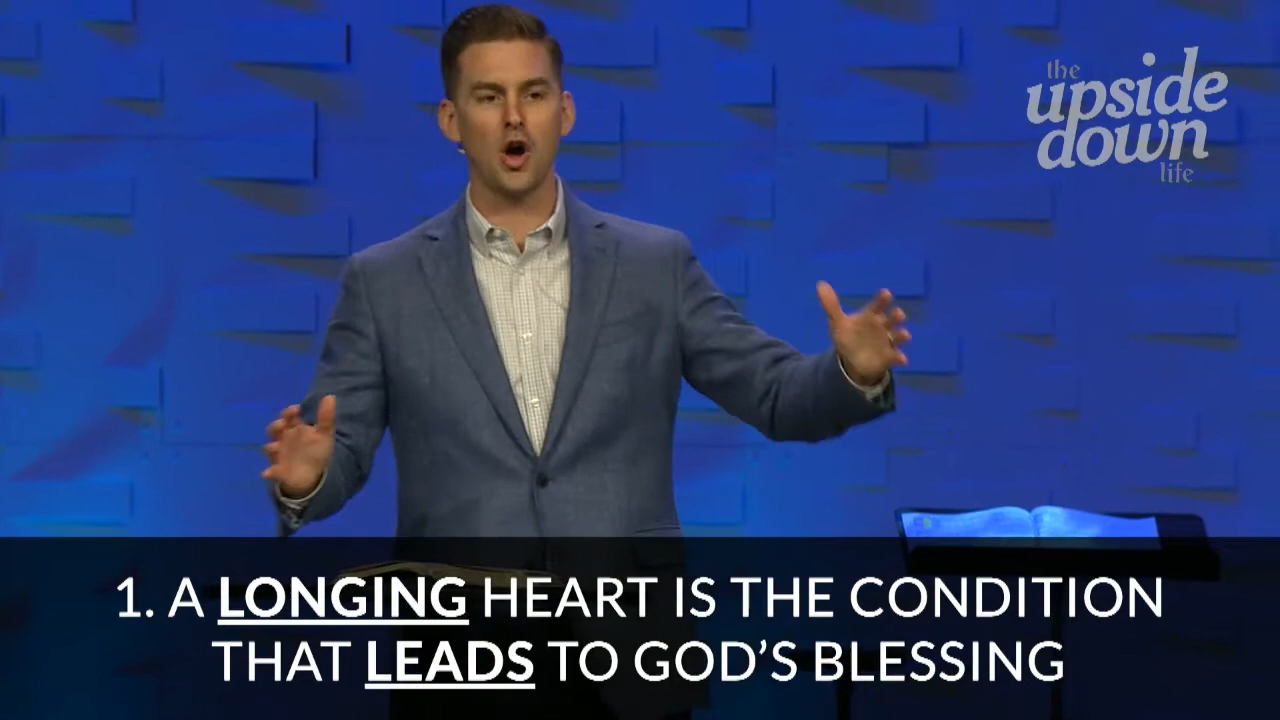 the
upside
down
life
1. A LONGING HEART IS THE CONDITION
THAT LEADS TO GOD’S BLESSING